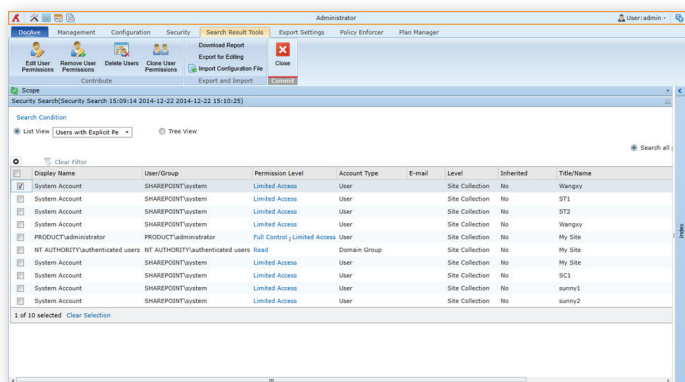 Administrator
User: admin
DocAve Management Configuration Security Search Result Tools Export Settings Policy Enforcer Plan Manager
Edit User Permissions
Remove User Permissions
Delete Users
Clone User Permissions
Download Report
Export for Editing
Import Configuration File
Close
Contribute Export and Import Commit
Scope
Security Search(Security Search 15:09:14 2014-12-22 2014-12-22 15:10:25)
Search Condition
List View Users with Explicit Pe Tree View
Search all
Clear Filter
Display Name User/Group Permission Level Account Type E-mail Level Inherited Title/Name
System Account SHAREPOINT\system Limited Access User Site Collection No Wangxy
System Account SHAREPOINT\system Limited Access User Site Collection No ST1
System Account SHAREPOINT\system Limited Access User Site Collection No ST2
System Account SHAREPOINT\system Limited Access User Site Collection No Wangxy
PRODUCT\administrator PRODUCT\administrator Full Control ; Limited Access User Site Collection No My Site
NT AUTHORITY\authenticated users NT AUTHORITY\authenticated users Read Domain Group Site Collection No My Site
System Account SHAREPOINT\system Limited Access User Site Collection No My Site
System Account SHAREPOINT\system Limited Access User Site Collection No SC1
System Account SHAREPOINT\system Limited Access User Site Collection No sunny1
System Account SHAREPOINT\system Limited Access User Site Collection No sunny2
1 of 10 selected Clear Selection
Index